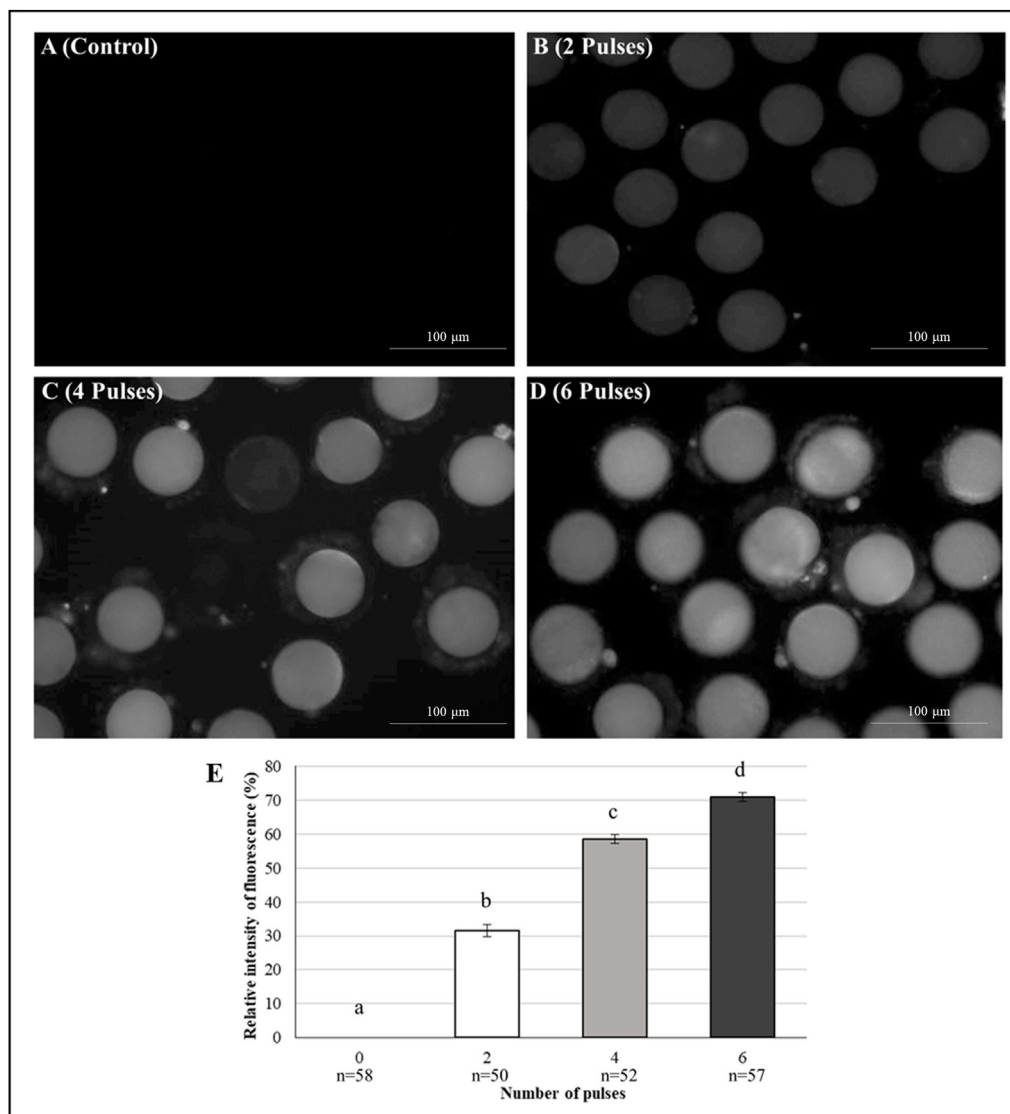 A (Control)
100 µm
B (2 Pulses)
100 µm
C (4 Pulses)
100 µm
D (6 Pulses)
100 µm
E
Relative intensity of fluorescence (%)
80
70
60
50
40
30
20
10
0
a
b
c
d
0
n=58
2
n=50
4
n=52
6
n=57
Number of pulses